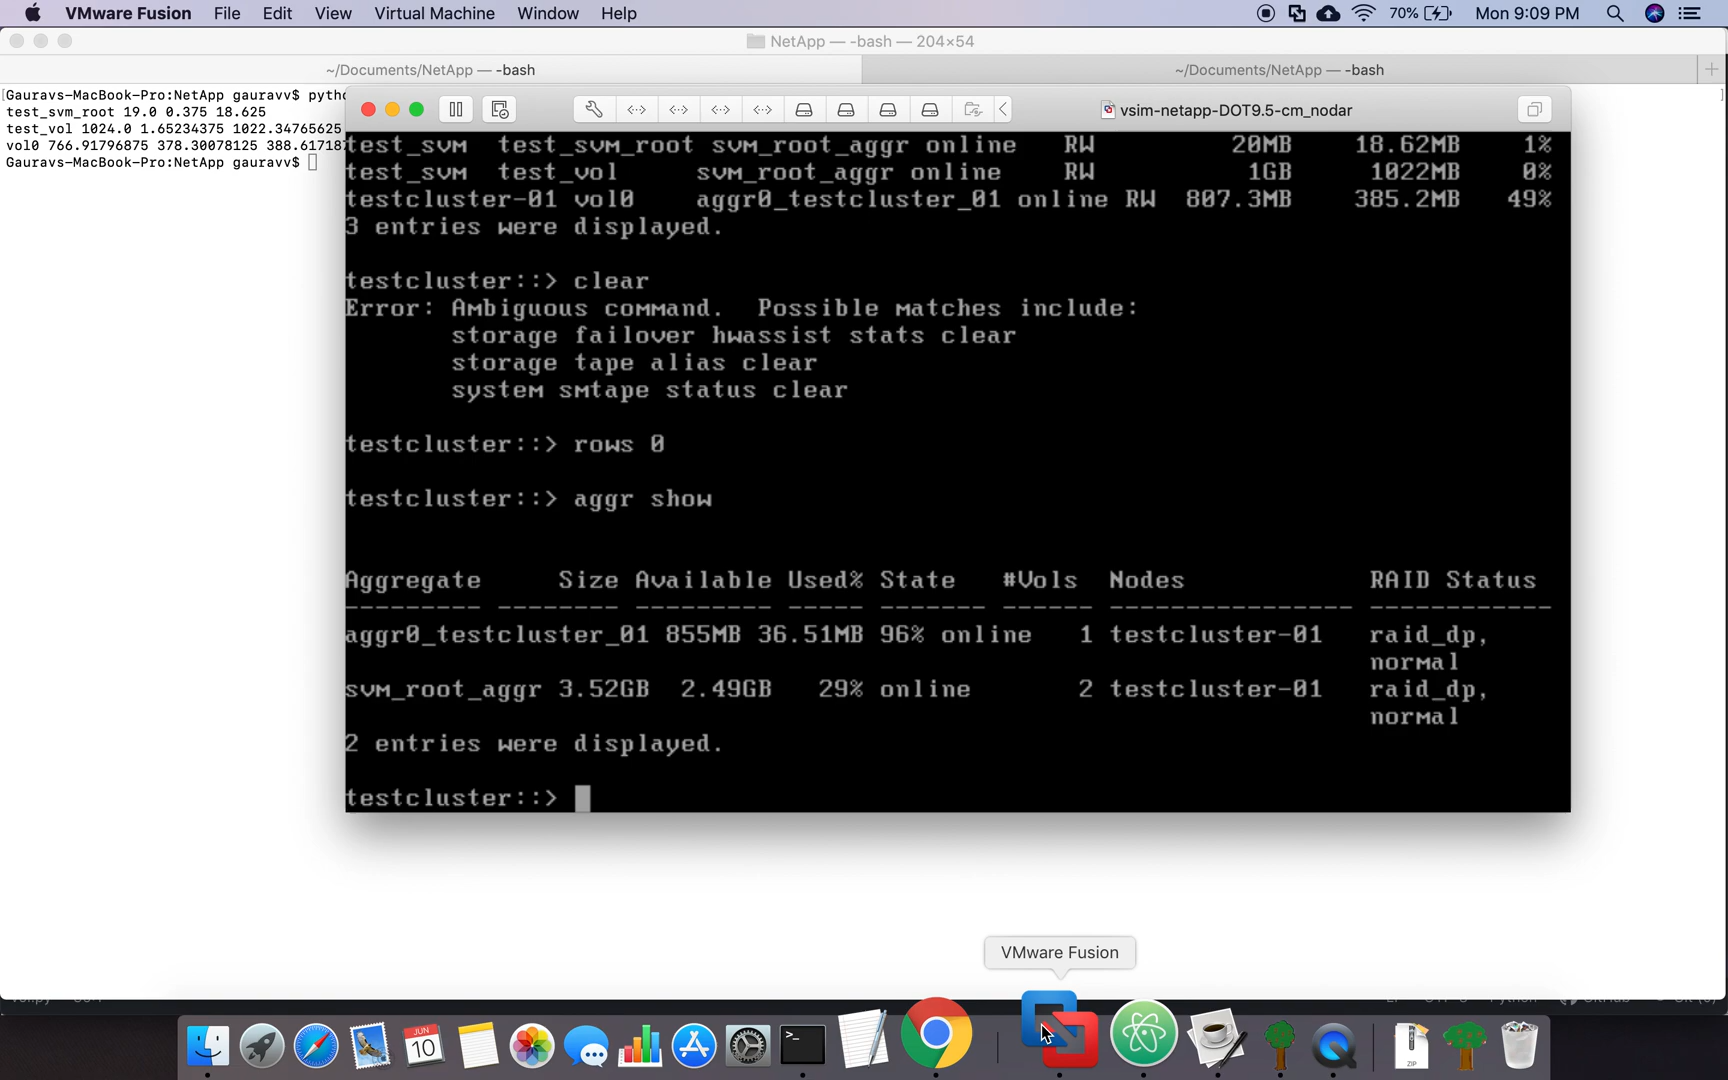 VMware Fusion File Edit View Virtual Machine Window Help 70% Mon 9:09 PM
NetApp — -bash — 204×54
~/Documents/NetApp — -bash ~/Documents/NetApp — -bash
[Gauravs-MacBook-Pro:NetApp gauravv$ pytho
test_svm_root 19.0 0.375 18.625
test_vol 1024.0 1.65234375 1022.34765625
vol0 766.91796875 378.30078125 388.6171
Gauravs-MacBook-Pro:NetApp gauravv$
vsim-netapp-DOT9.5-cm_nodar
test_svm test_svm_root svm_root_aggr online RW 20MB 18.62MB 1%
test_svm test_vol svm_root_aggr online RW 1GB 1022MB 0%
testcluster-01 vol0 aggr0_testcluster_01 online RW 807.3MB 385.2MB 49%
3 entries were displayed.
testcluster::> clear
Error: Ambiguous command. Possible matches include:
storage failover hwassist stats clear
storage tape alias clear
system smtape status clear
testcluster::> rows 0
testcluster::> aggr show
Aggregate Size Available Used% State #Vols Nodes RAID Status
--------- -------- --------- ----- ------- ------ ---------------- ------------
aggr0_testcluster_01 855MB 36.51MB 96% online 1 testcluster-01 raid_dp,
normal
svm_root_aggr 3.52GB 2.49GB 29% online 2 testcluster-01 raid_dp,
normal
2 entries were displayed.
testcluster::>
VMware Fusion
JUN
10
ZIP